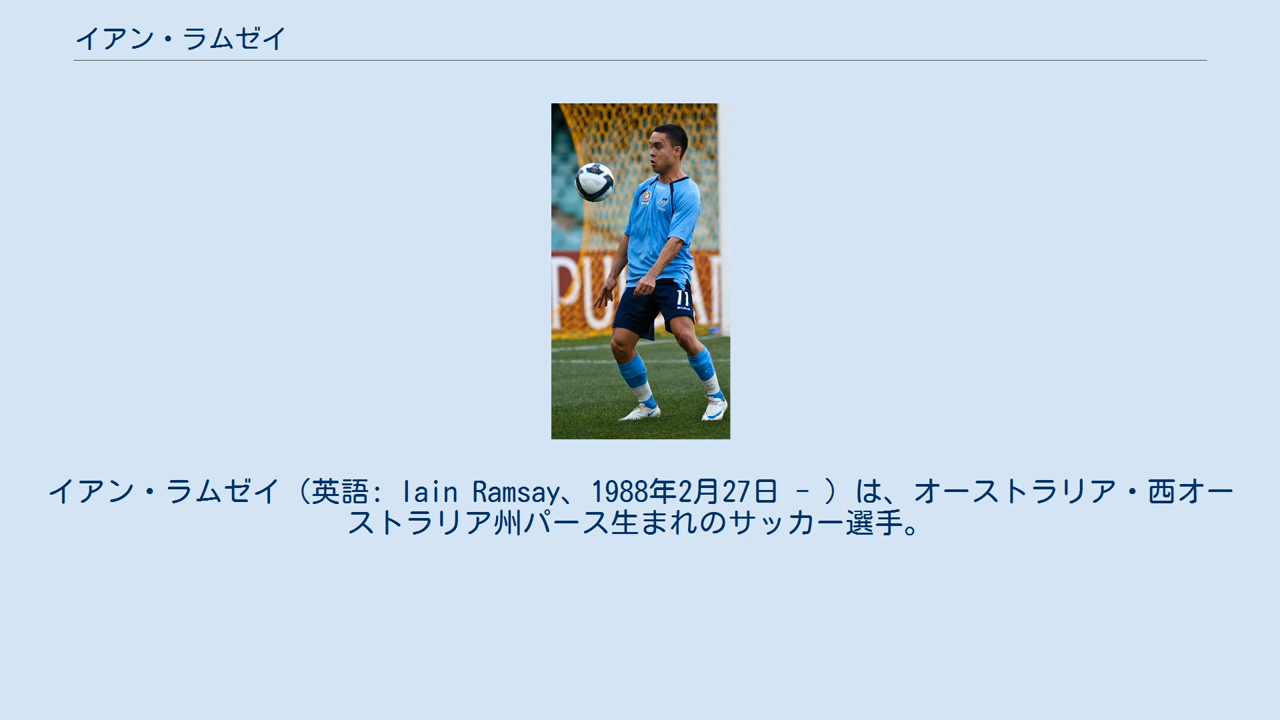 イアン・ラムゼイ
11
イアン・ラムゼイ（英語: Iain Ramsay、1988年2月27日 - ）は、オーストラリア・西オー
ストラリア州パース生まれのサッカー選手。